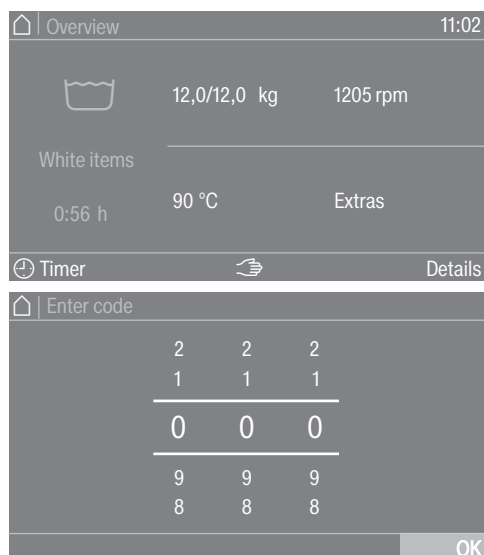 Overview 11:02
12,0/12,0 kg 1205 rpm
White items
90 °C Extras
0:56 h
Timer Details
Enter code
2 2 2
1 1 1
0 0 0
9 9 9
8 8 8
OK